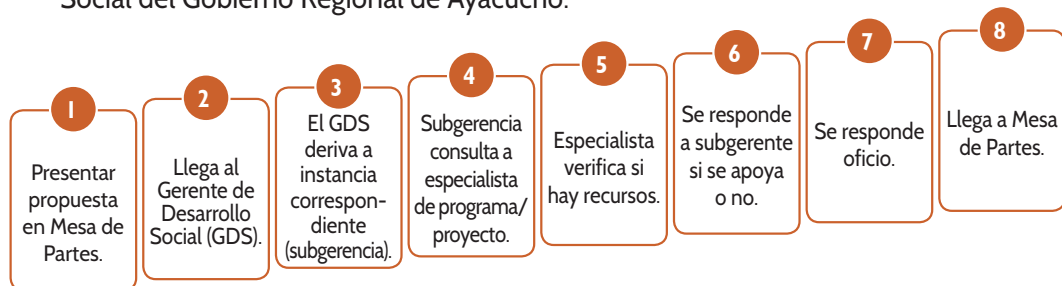 Social del Gobierno Regional de Ayacucho.
1
Presentar
propuesta
en Mesa de
Partes.
2
Llega al
Gerente de
Desarrollo
Social (GDS).
3
El GDS
deriva a
instancia
correspon-
diente
(subgerencia).
4
Subgerencia
consulta a
especialista
de programa/
proyecto.
5
Especialista
verifica si
hay recursos.
6
Se responde
a subgerente
si se apoya
o no.
7
Se responde
oficio.
8
Llega a Mesa
de Partes.